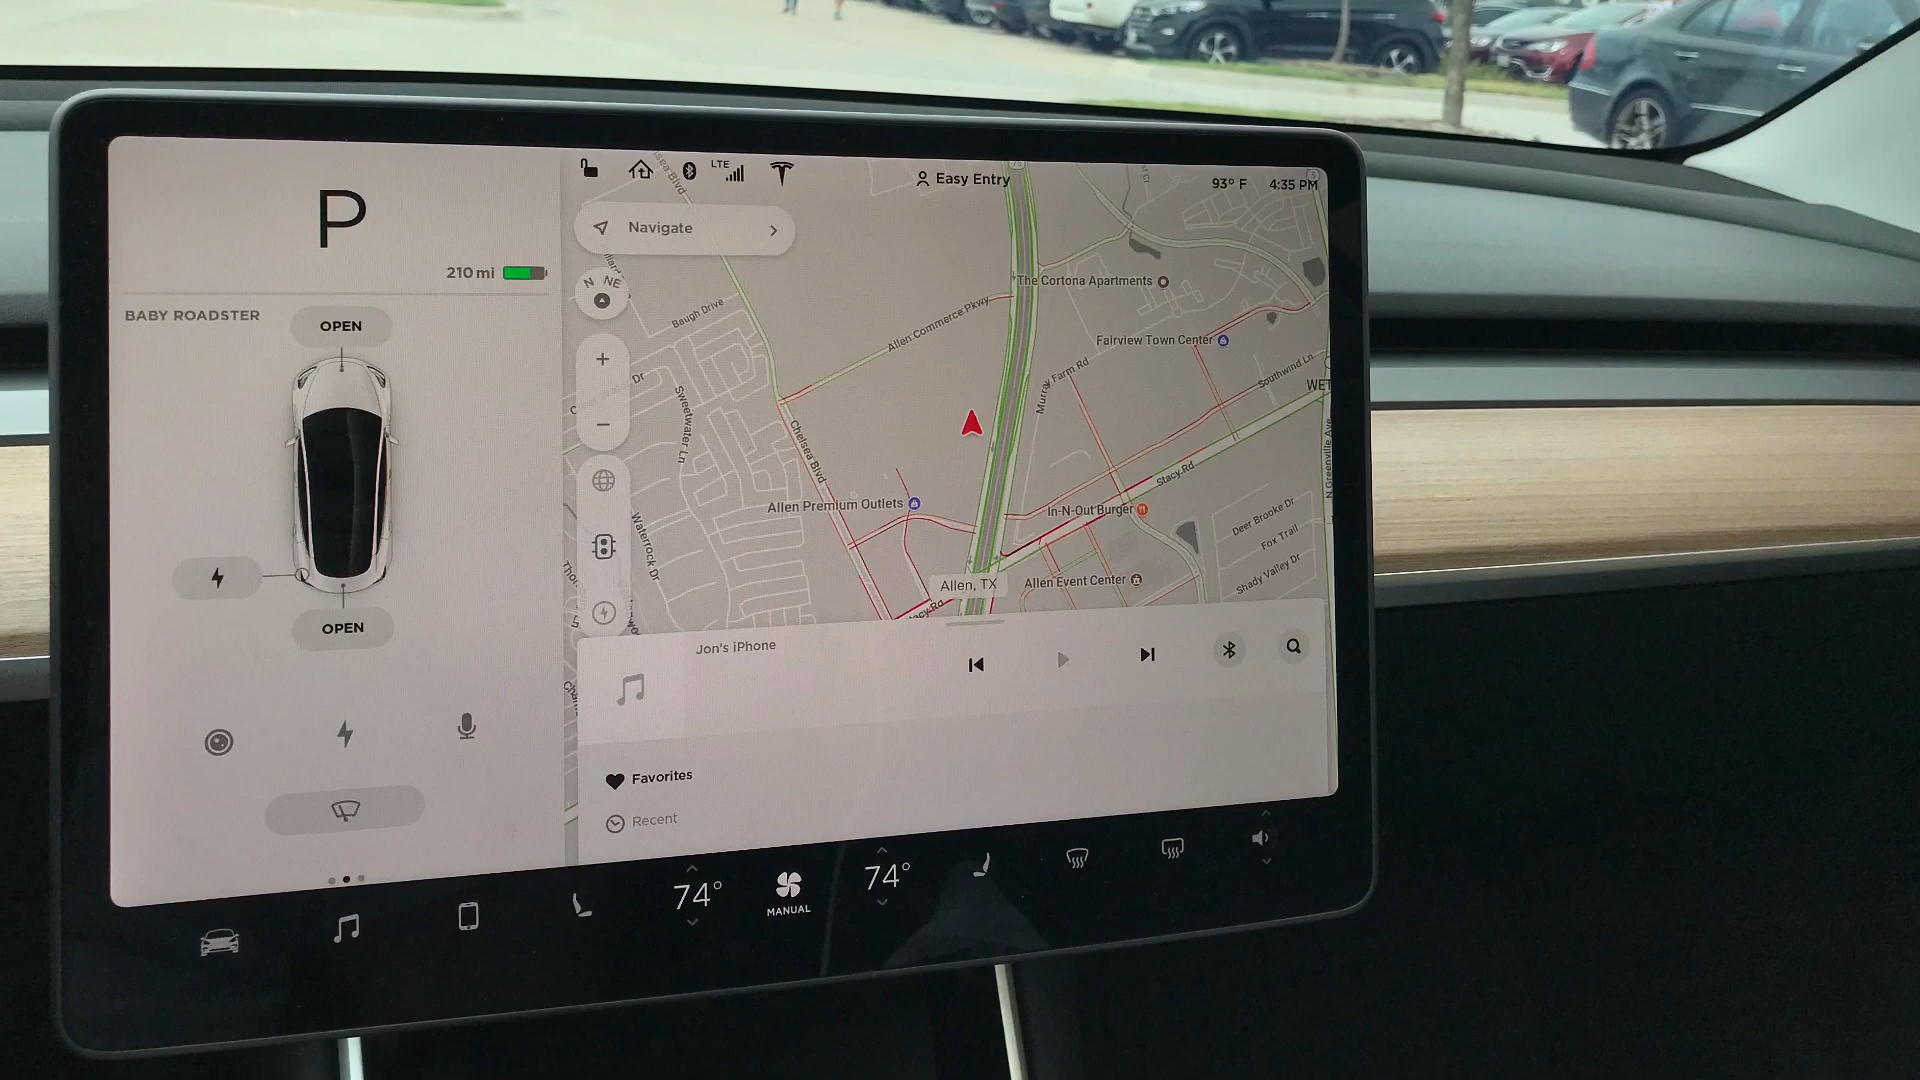 P
210 mi
BABY ROADSTER
OPEN
OPEN
LTE
Easy Entry
93° F
4:35 PM
Navigate
N NE
Baugh Drive
Allen Commerce Pkwy
The Cortona Apartments
Fairview Town Center
Murray Farm Rd
Southwind Ln
Sweetwater Ln
Chelsea Blvd
Stacy Rd
N Greenville Ave
Allen Premium Outlets
In-N-Out Burger
Waterrock Dr
Deer Brooke Dr
Fox Trail
Shady Valley Dr
Allen, TX
Allen Event Center
Jon's iPhone
Favorites
Recent
74°
MANUAL
74°